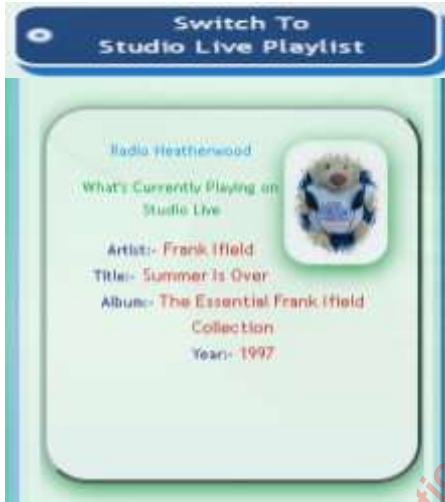 Switch To
Studio Live Playlist
Radio Heatherwood
What's Currently Playing on
Studio Live
Artist:- Frank Ifield
Title:- Summer Is Over
Album:- The Essential Frank Ifield
Collection
Year:- 1997